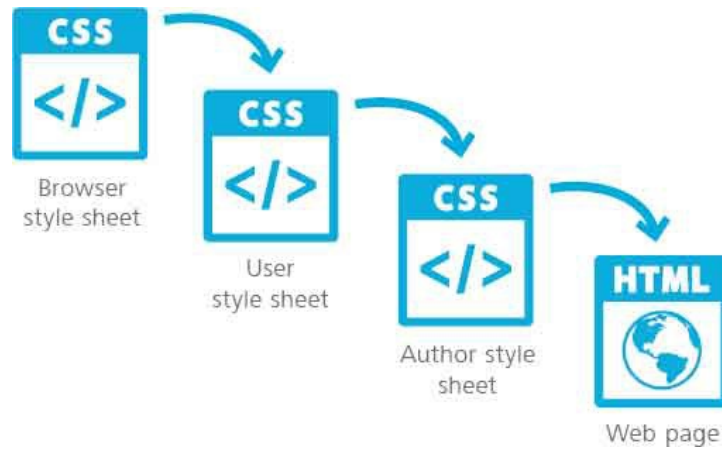 CSS
</>
Browser
style sheet
CSS
</>
User
style sheet
CSS
</>
Author style
sheet
HTML
Web page